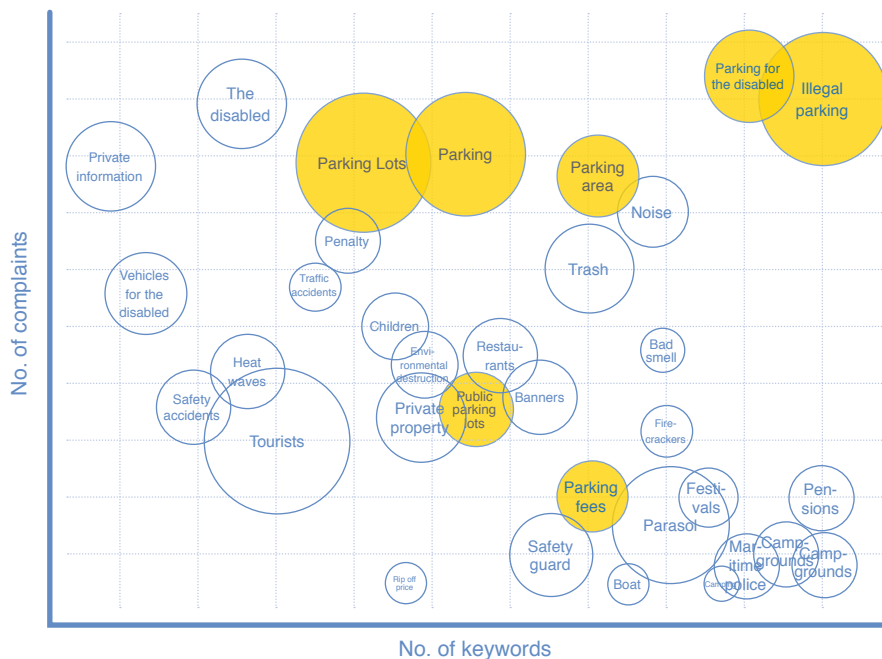 No. of complaints
The
disabled
Parking for
the disabled
Illegal
parking
Private
information
Parking Lots
Parking
Parking
area
Noise
Penalty
Trash
Traffic
accidents
Vehicles
for the
disabled
Children
Restau-
rants
Bad
smell
Envi-
ronmental
destruction
Heat
waves
Safety
accidents
Private
property
Public
parking
lots
Banners
Tourists
Fire-
crackers
Parking
fees
Festi-
vals
Pen-
sions
Parasol
Safety
guard
Mar-
itime
police
Camp-
grounds
Camp-
grounds
price
Boat
No. of keywords